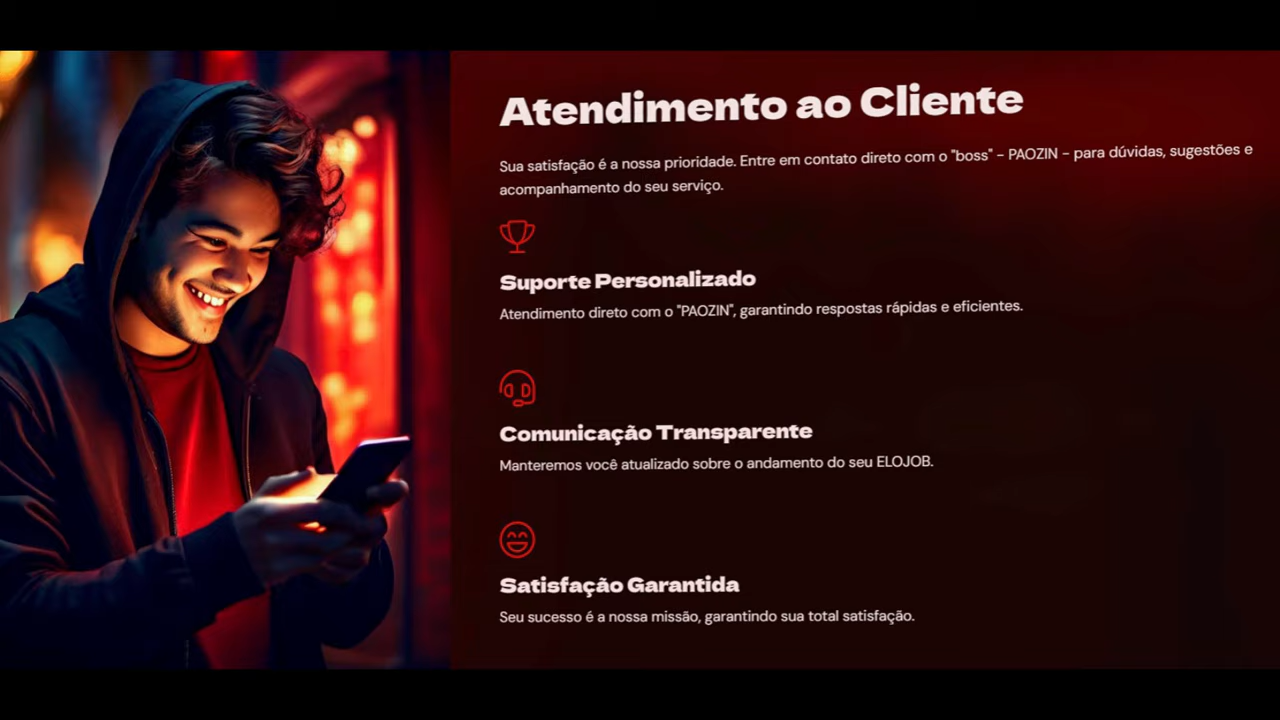 Atendimento ao Cliente
Sua satisfação é a nossa prioridade. Entre em contato direto com o "boss" - PAOZIN - para dúvidas, sugestões e
acompanhamento do seu serviço.
Suporte Personalizado
Atendimento direto com o "PAOZIN", garantindo respostas rápidas e eficientes.
Comunicação Transparente
Manteremos você atualizado sobre o andamento do seu ELOJOB.
Satisfação Garantida
Seu sucesso é a nossa missão, garantindo sua total satisfação.